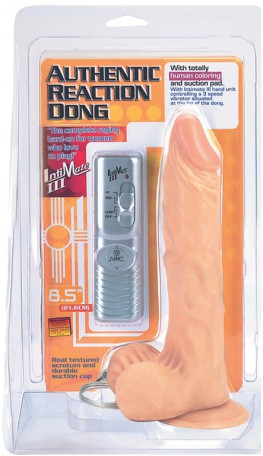 AUTHENTIC
REACTION
DONG
"The complete raging
hard-on for women
who love to play!"
IntiMate
III
8.5"
(21.6CM)
With totally
human coloring
and suction pad.
With Intimate III hand unit
controlling a 3 speed
vibrator situated
at the tip of the dong.
Real textured
scrotum and
durable
suction cup